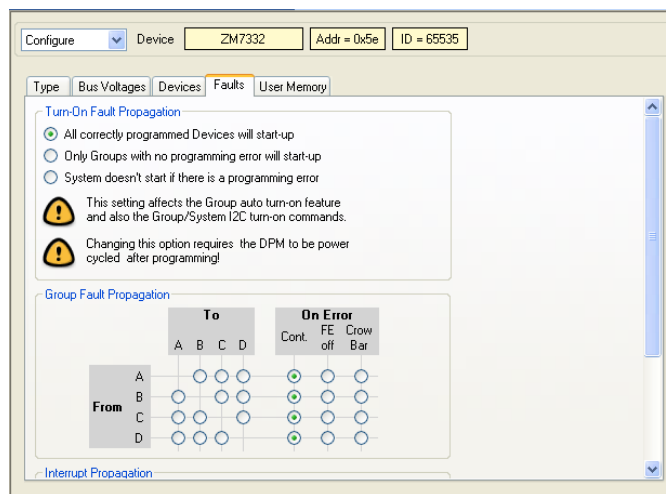 Configure Device ZM7332 Addr = 0x5e ID = 65535
Type Bus Voltages Devices Faults User Memory
Turn-On Fault Propagation
All correctly programmed Devices will start-up
Only Groups with no programming error will start-up
System doesn't start if there is a programming error
This setting affects the Group auto turn-on feature
and also the Group/System I2C turn-on commands.
Changing this option requires the DPM to be power
cycled after programming!
Group Fault Propagation
To On Error
A B C D Cont. FE off Crow Bar
From
A
B
C
D
Interrupt Propagation